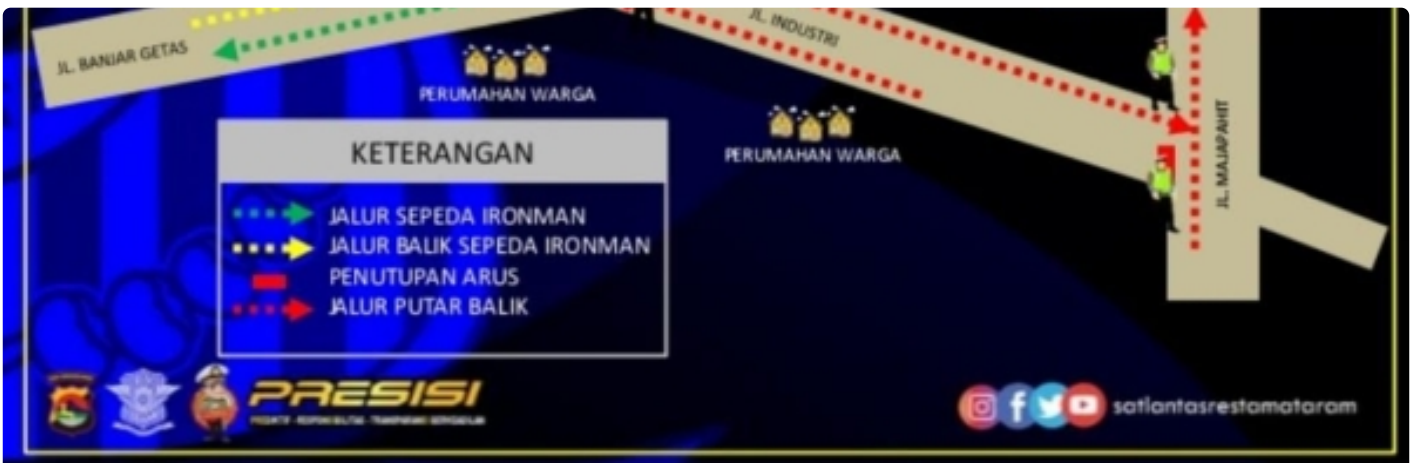 JL. INDUSTRI
JL. BANJAR GETAS
PERUMAHAN WARGA
PERUMAHAN WARGA
JL. MAJAPAHIT
KETERANGAN
JALUR SEPEDA IRONMAN
JALUR BALIK SEPEDA IRONMAN
PENUTUPAN ARUS
JALUR PUTAR BALIK
PRESISI
satlantasrestamataram